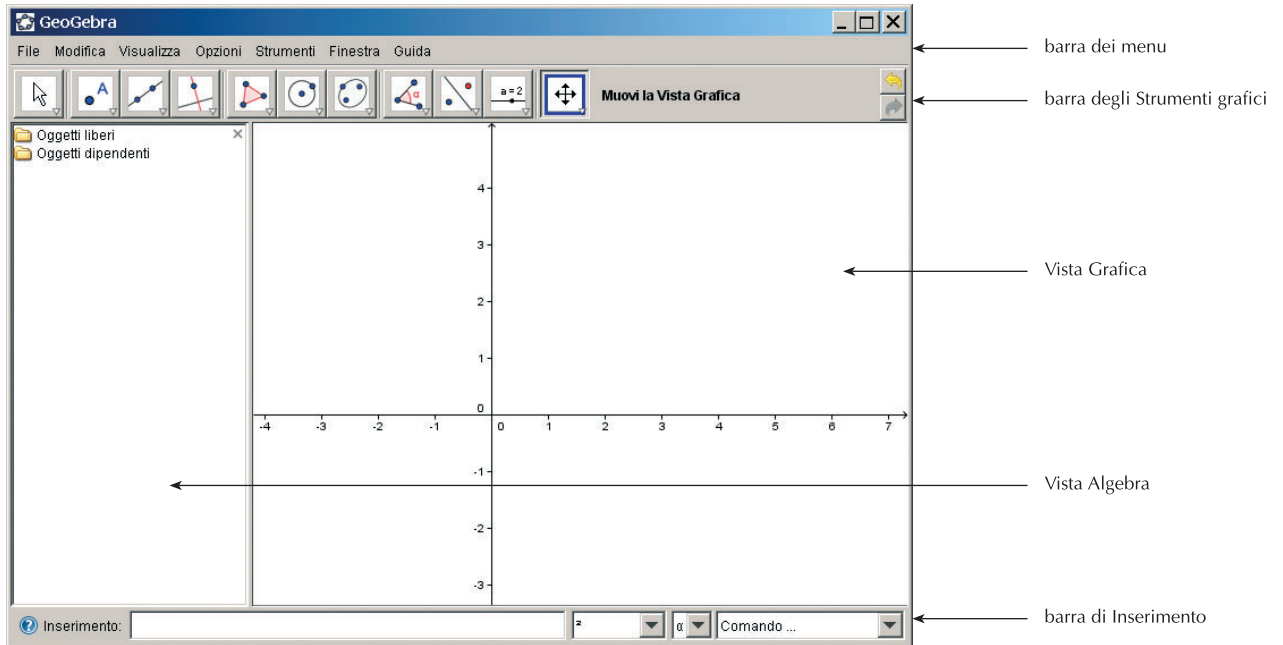 GeoGebra
File Modifica Visualizza Opzioni Strumenti Finestra Guida
barra dei menu
A
α
a = 2
Muovi la Vista Grafica
barra degli Strumenti grafici
Oggetti liberi
Oggetti dipendenti
4
3
2
1
0
-4 -3 -2 -1 0 1 2 3 4 5 6 7
-1
-2
-3
Vista Grafica
Vista Algebra
Inserimento: ² α Comando ...
barra di Inserimento